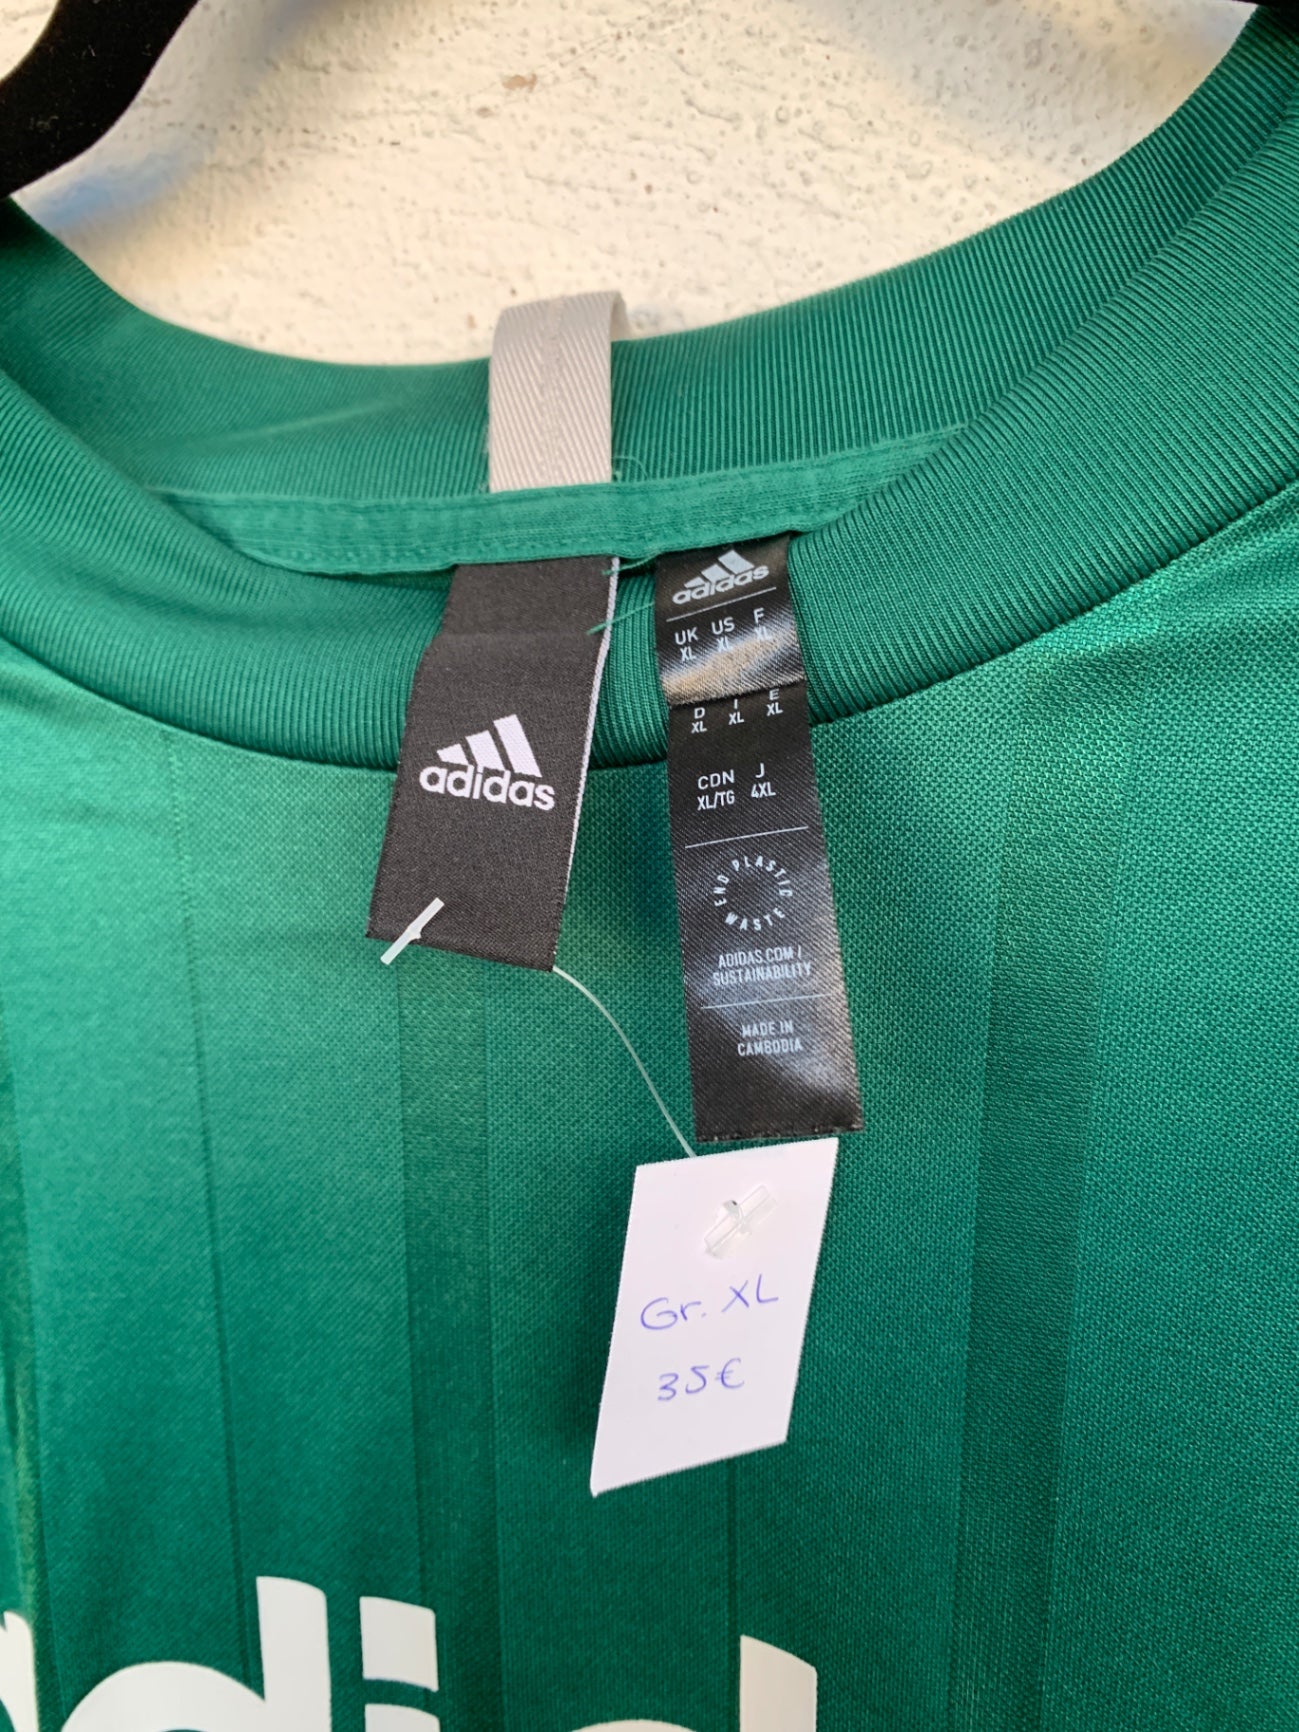 adidas
adidas
UK US F
XL XL XL
D I E
XL XL XL
CDN J
XL/TG 4XL
END PLASTIC
WASTE
ADIDAS.COM/
SUSTAINABILITY
MADE IN
CAMBODIA
Gr. XL
35€